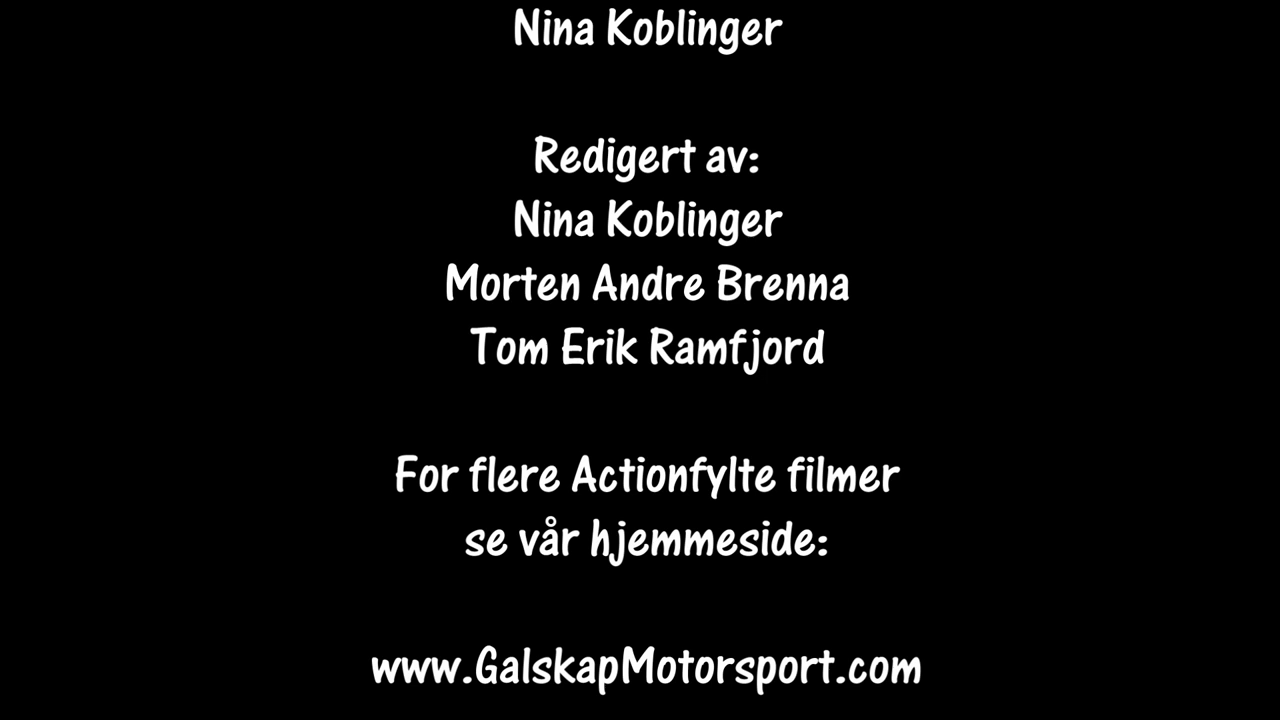 Nina Koblinger
Redigert av:
Nina Koblinger
Morten Andre Brenna
Tom Erik Ramfjord
For flere Actionfylte filmer
se vår hjemmeside:
www.GalskapMotorsport.com